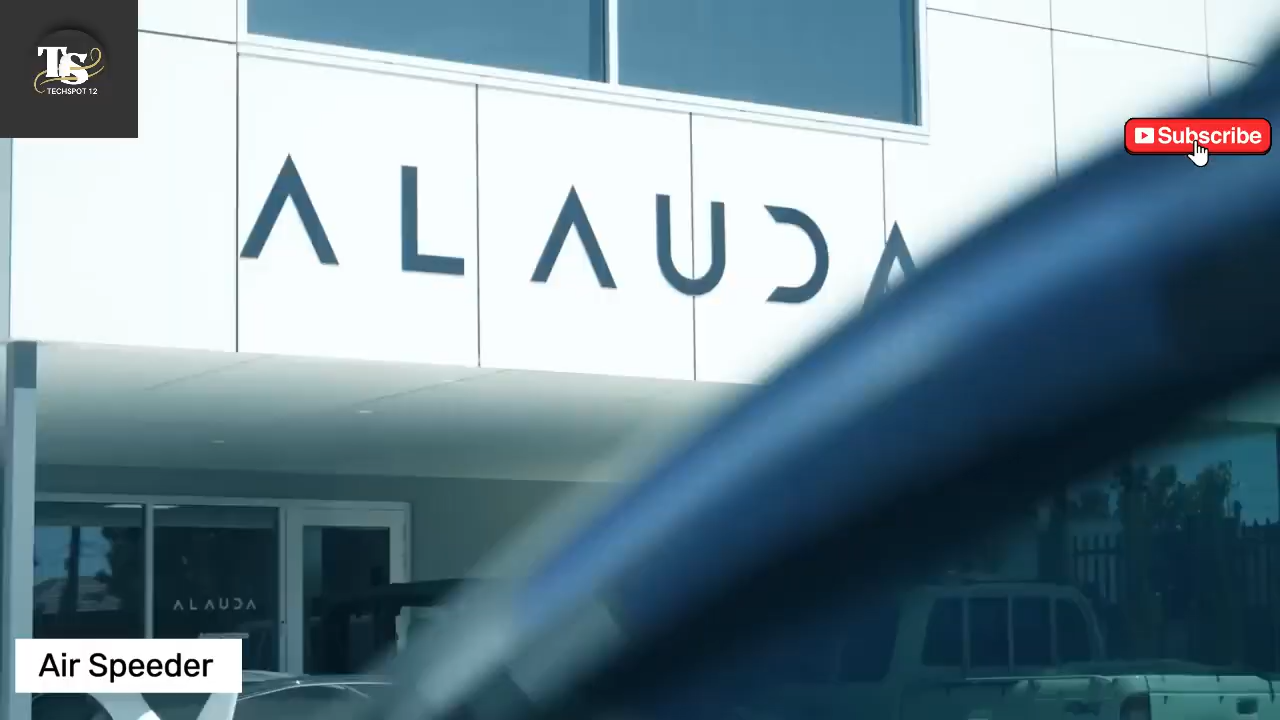 TS
TECHSPOT 12
Subscribe
ALAUDA
ALAUDA
Air Speeder